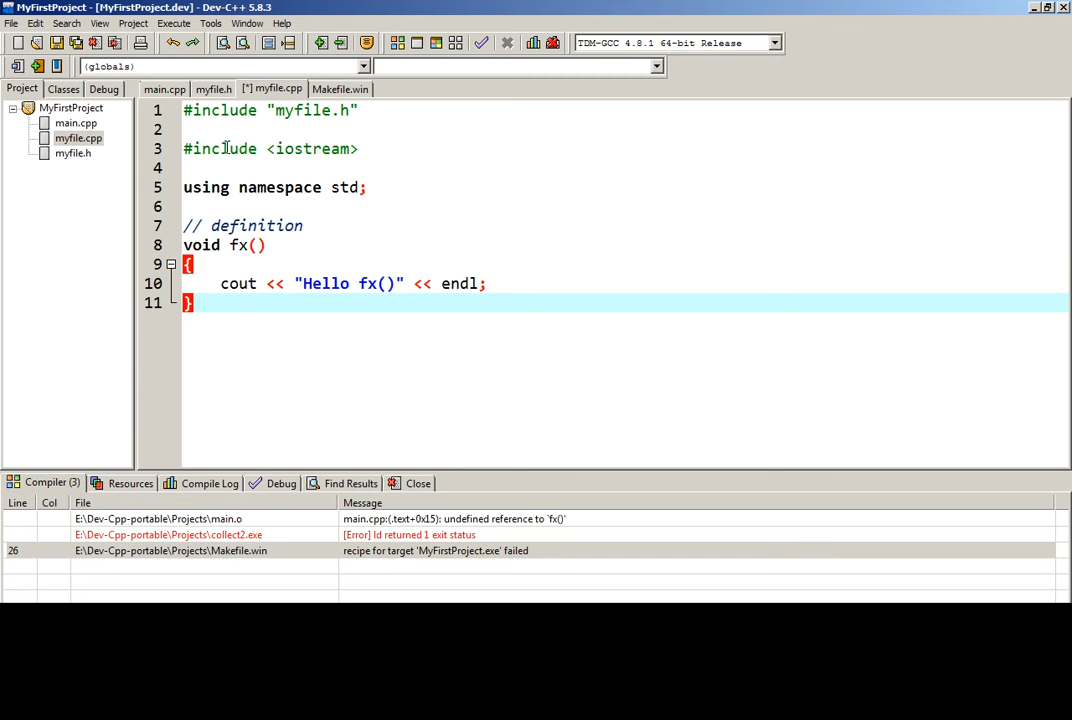 MyFirstProject - [MyFirstProject.dev] - Dev-C++ 5.8.3
File Edit Search View Project Execute Tools Window Help
TDM-GCC 4.8.1 64-bit Release
(globals)
Project Classes Debug main.cpp myfile.h [*] myfile.cpp Makefile.win
MyFirstProject
main.cpp
myfile.cpp
myfile.h
1 #include "myfile.h"
2
3 #include <iostream>
4
5 using namespace std;
6
7 // definition
8 void fx()
9 {
10 cout << "Hello fx()" << endl;
11 }
Compiler (3) Resources Compile Log Debug Find Results Close
Line Col File Message
E:\Dev-Cpp-portable\Projects\main.o main.cpp:(.text+0x15): undefined reference to 'fx()'
E:\Dev-Cpp-portable\Projects\collect2.exe [Error] ld returned 1 exit status
26 E:\Dev-Cpp-portable\Projects\Makefile.win recipe for target 'MyFirstProject.exe' failed